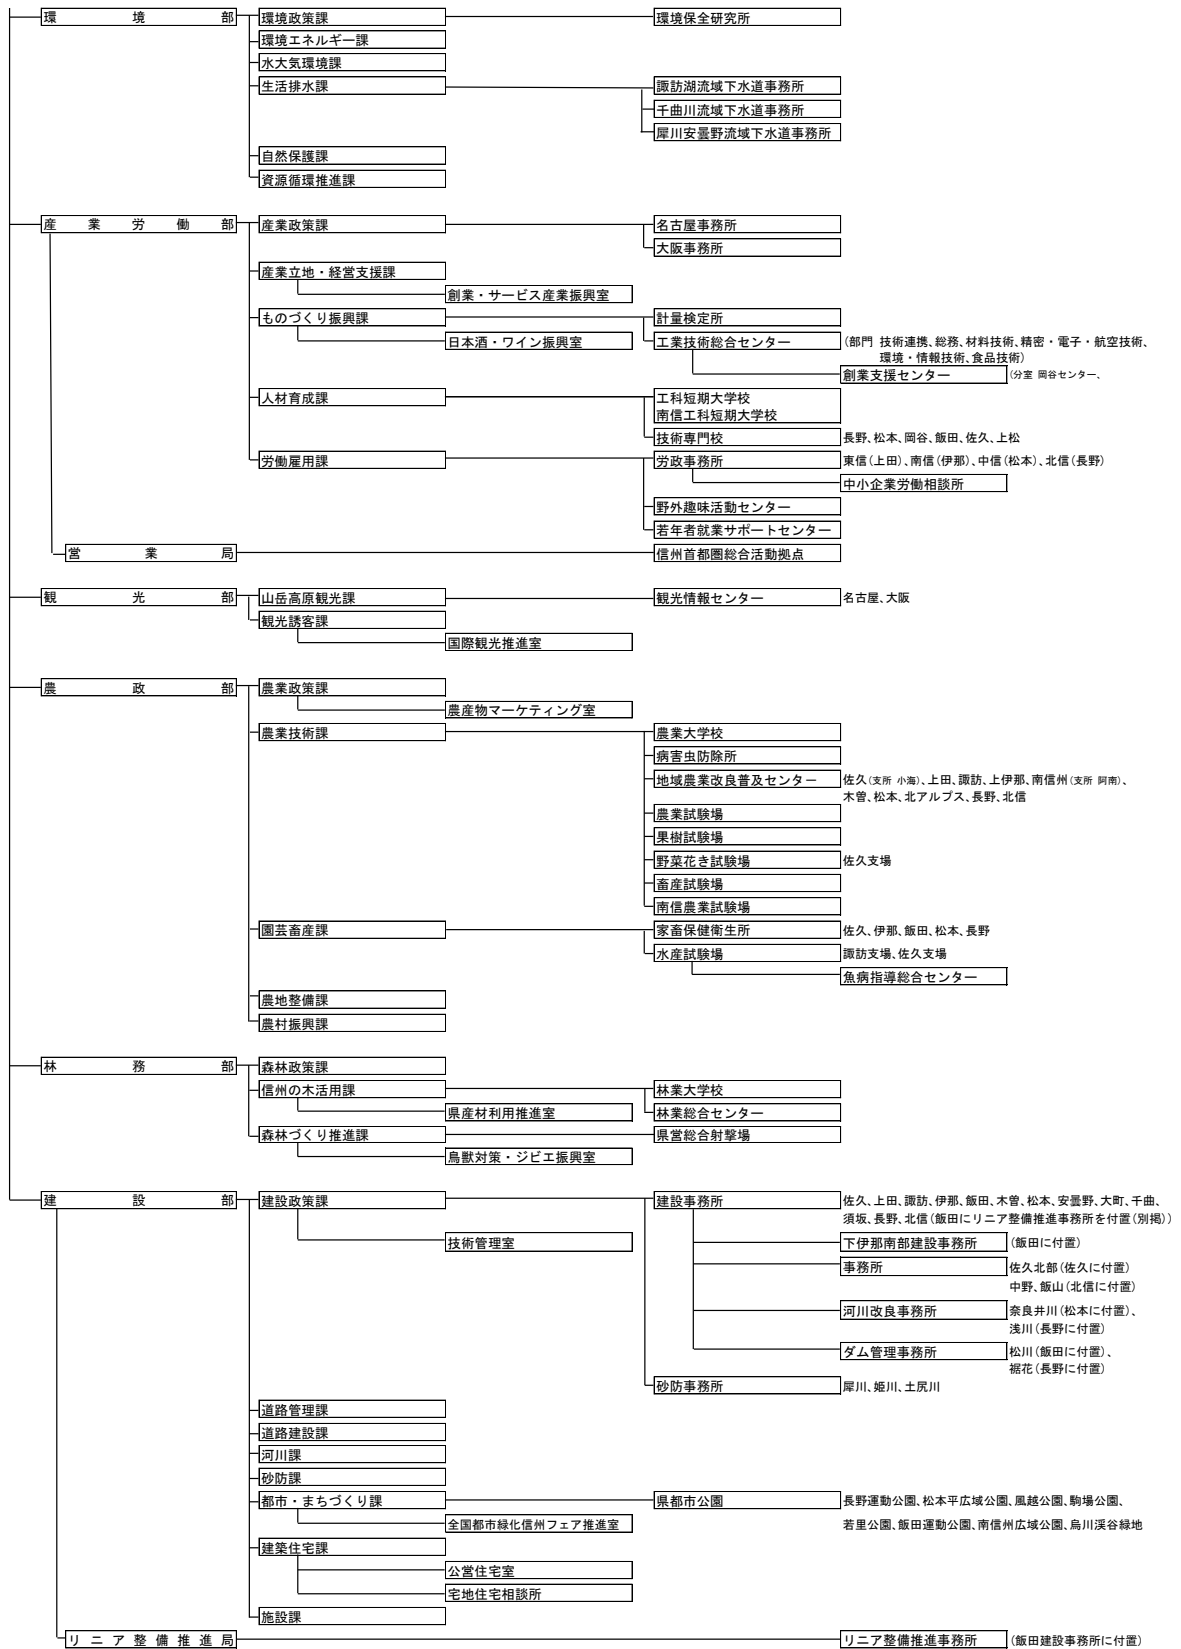 環境部
環境政策課
環境保全研究所
環境エネルギー課
水大気環境課
生活排水課
諏訪湖流域下水道事務所
千曲川流域下水道事務所
犀川安曇野流域下水道事務所
自然保護課
資源循環推進課
産業労働部
産業政策課
名古屋事務所
大阪事務所
産業立地・経営支援課
創業・サービス産業振興室
ものづくり振興課
計量検定所
日本酒・ワイン振興室
工業技術総合センター
(部門 技術連携、総務、材料技術、精密・電子・航空技術、
環境・情報技術、食品技術)
創業支援センター
(分室 岡谷センター、
人材育成課
工科短期大学校
南信工科短期大学校
技術専門校
長野、松本、岡谷、飯田、佐久、上松
労働雇用課
労政事務所
東信(上田)、南信(伊那)、中信(松本)、北信(長野)
中小企業労働相談所
野外趣味活動センター
若年者就業サポートセンター
営業局
信州首都圏総合活動拠点
観光部
山岳高原観光課
観光情報センター
名古屋、大阪
観光誘客課
国際観光推進室
農政部
農業政策課
農産物マーケティング室
農業技術課
農業大学校
病害虫防除所
地域農業改良普及センター
佐久(支所 小海)、上田、諏訪、上伊那、南信州(支所 阿南)、
木曽、松本、北アルプス、長野、北信
農業試験場
果樹試験場
野菜花き試験場
佐久支場
畜産試験場
南信農業試験場
園芸畜産課
家畜保健衛生所
佐久、伊那、飯田、松本、長野
水産試験場
諏訪支場、佐久支場
魚病指導総合センター
農地整備課
農村振興課
林務部
森林政策課
信州の木活用課
林業大学校
県産材利用推進室
林業総合センター
森林づくり推進課
県営総合射撃場
鳥獣対策・ジビエ振興室
建設部
建設政策課
建設事務所
佐久、上田、諏訪、伊那、飯田、木曽、松本、安曇野、大町、千曲、
須坂、長野、北信(飯田にリニア整備推進事務所を付置(別掲))
技術管理室
下伊那南部建設事務所
(飯田に付置)
事務所
佐久北部(佐久に付置)
中野、飯山(北信に付置)
河川改良事務所
奈良井川(松本に付置)、
浅川(長野に付置)
ダム管理事務所
松川(飯田に付置)、
裾花(長野に付置)
砂防事務所
犀川、姫川、土尻川
道路管理課
道路建設課
河川課
砂防課
都市・まちづくり課
県都市公園
長野運動公園、松本平広域公園、風越公園、駒場公園、
全国都市緑化信州フェア推進室
若里公園、飯田運動公園、南信州広域公園、烏川渓谷緑地
建築住宅課
公営住宅室
宅地住宅相談所
施設課
リニア整備推進局
リニア整備推進事務所
(飯田建設事務所に付置)